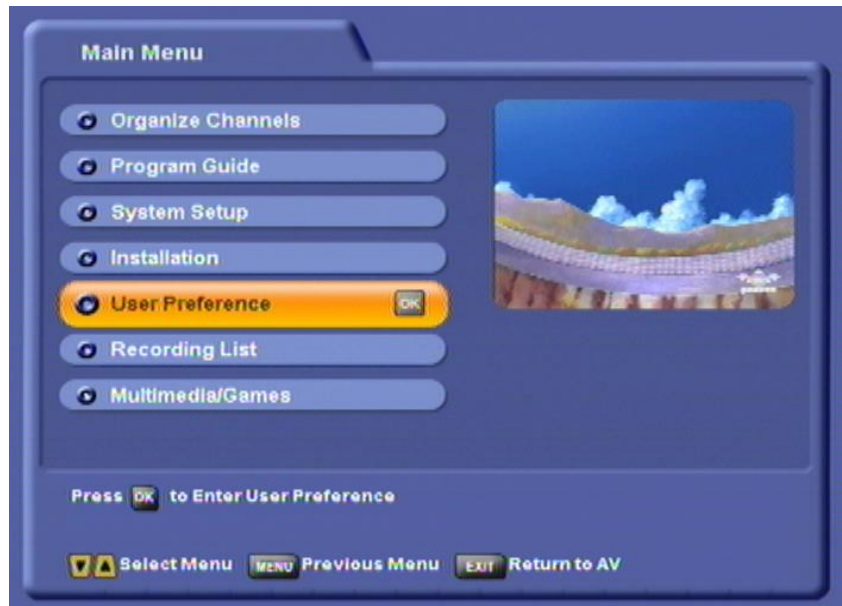 Main Menu
Organize Channels
Program Guide
System Setup
Installation
User Preference OK
Recording List
Multimedia/Games
Press OK to Enter User Preference
Select Menu MENU Previous Menu EXIT Return to AV